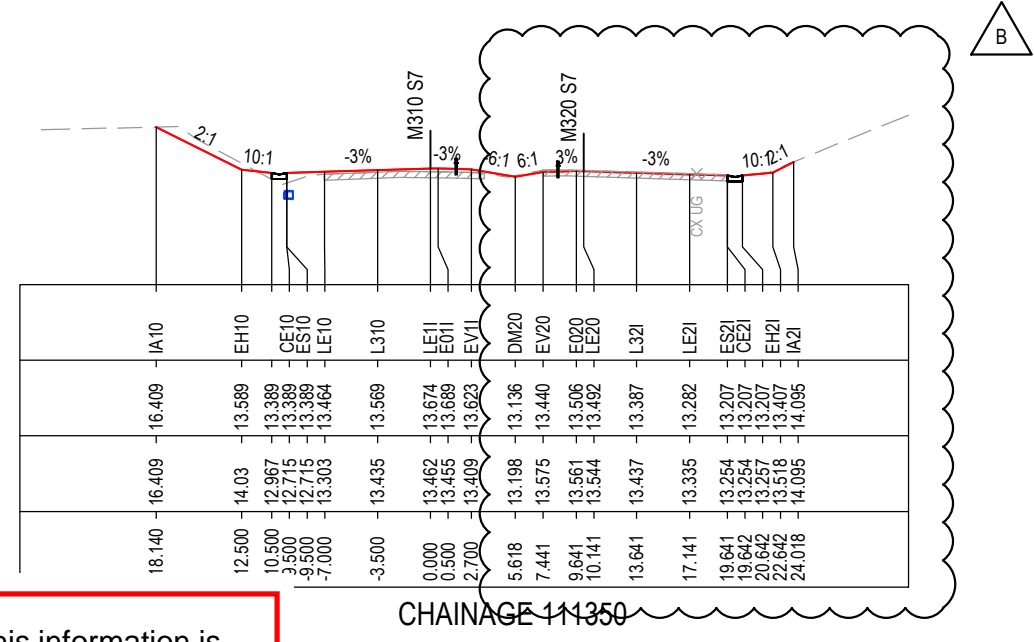 B
M310 S7
M320 S7
2:1
10:1
-3%
-3%
-6:1
6:1
3%
-3%
10:1
2:1
CX UG
IA10 EH10 CE10 ES10 LE10 L310 LE1I E01I EV1I DM20 EV20 E020 LE20 L32I LE2I ES2I CE2I EH2I IA2I
16.409 13.589 13.389 13.389 13.389 13.464 13.569 13.674 13.689 13.623 13.136 13.440 13.506 13.492 13.387 13.282 13.207 13.207 13.207 13.407 14.095
16.409 14.03 12.967 12.715 12.715 13.303 13.435 13.462 13.455 13.409 13.198 13.575 13.561 13.544 13.437 13.335 13.254 13.254 13.257 13.518 14.095
18.140 12.500 10.500 9.500 -9.500 -7.000 -3.500 0.000 0.500 2.700 5.618 7.441 9.641 10.141 13.641 17.141 19.641 19.642 20.642 22.642 24.018
CHAINAGE 111350
his information is